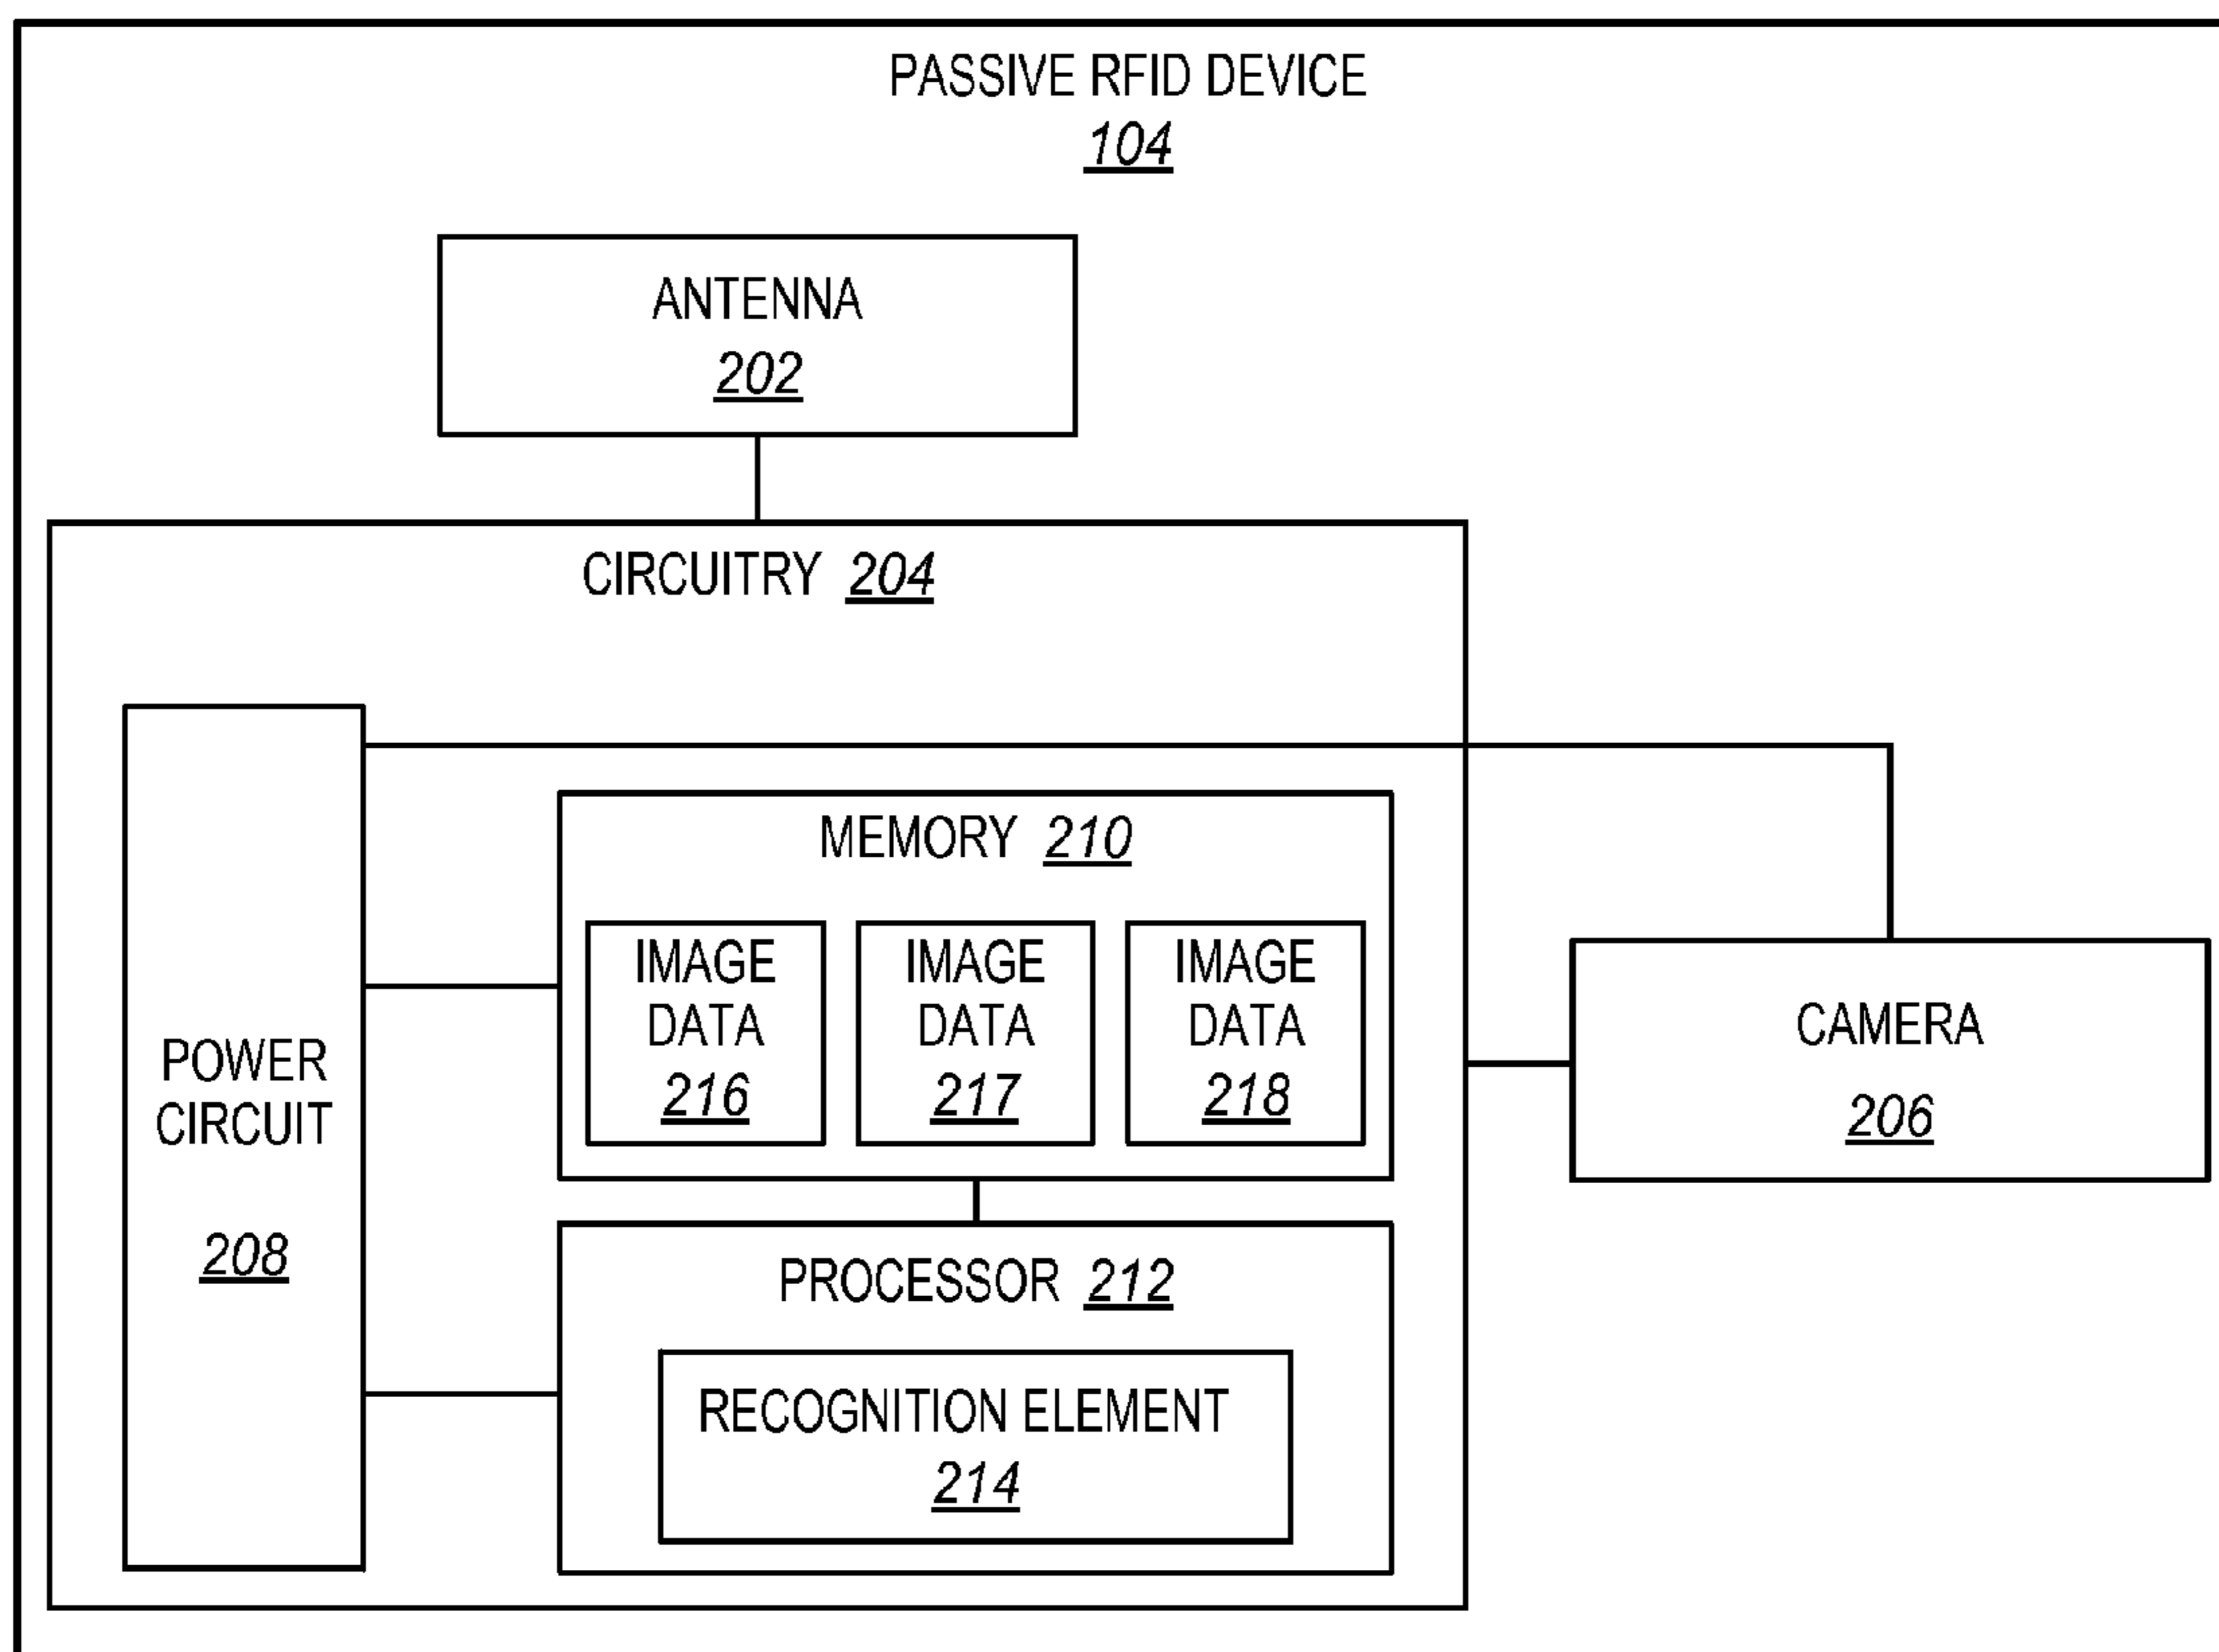 PASSIVE RFID DEVICE
104
ANTENNA
202
CIRCUITRY 204
MEMORY 210
IMAGE
DATA
216
IMAGE
DATA
217
IMAGE
DATA
218
POWER
CIRCUIT
208
CAMERA
206
PROCESSOR 212
RECOGNITION ELEMENT
214